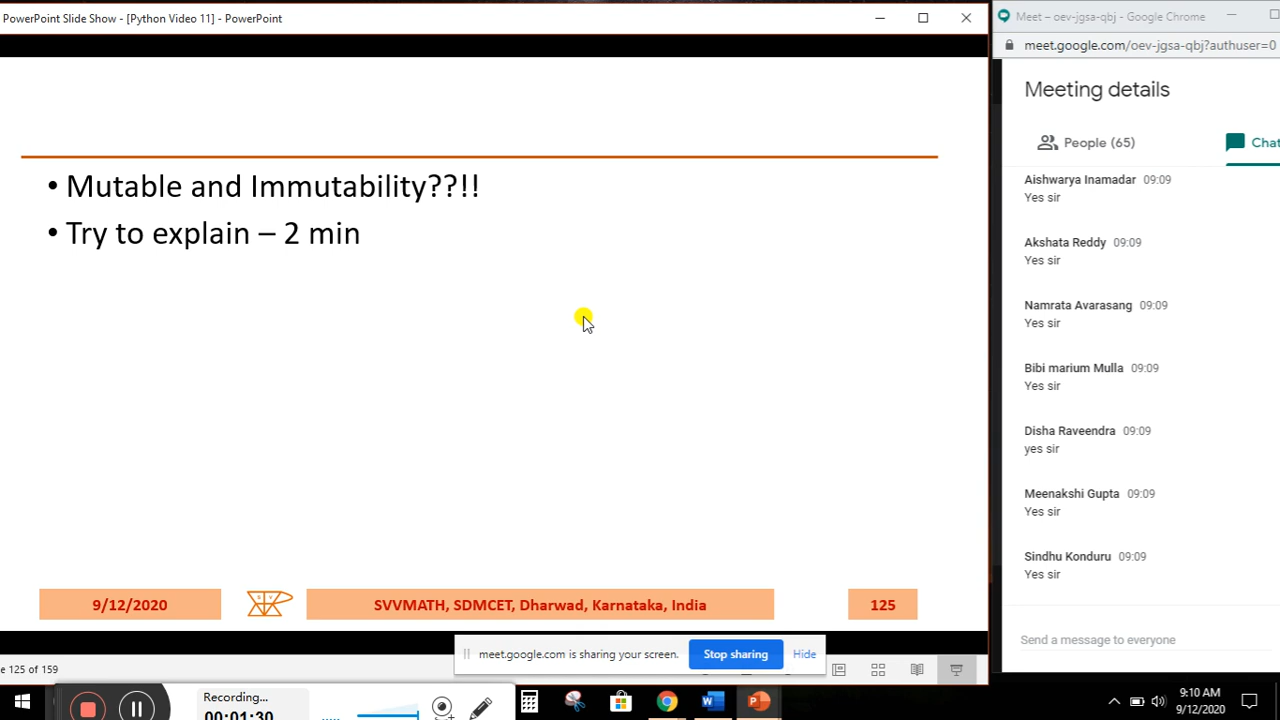 PowerPoint Slide Show - [Python Video 11] - PowerPoint
• Mutable and Immutability??!!
• Try to explain – 2 min
9/12/2020
S V
SVVMATH, SDMCET, Dharwad, Karnataka, India
125
meet.google.com is sharing your screen.
Stop sharing
Hide
e 125 of 159
Meet – oev-jgsa-qbj - Google Chrome
meet.google.com/oev-jgsa-qbj?authuser=0
Meeting details
People (65)
Chat
Aishwarya Inamadar 09:09
Yes sir
Akshata Reddy 09:09
Yes sir
Namrata Avarasang 09:09
Yes sir
Bibi marium Mulla 09:09
Yes sir
Disha Raveendra 09:09
yes sir
Meenakshi Gupta 09:09
Yes sir
Sindhu Konduru 09:09
Yes sir
Send a message to everyone
Recording...
00:01:30
9:10 AM
9/12/2020